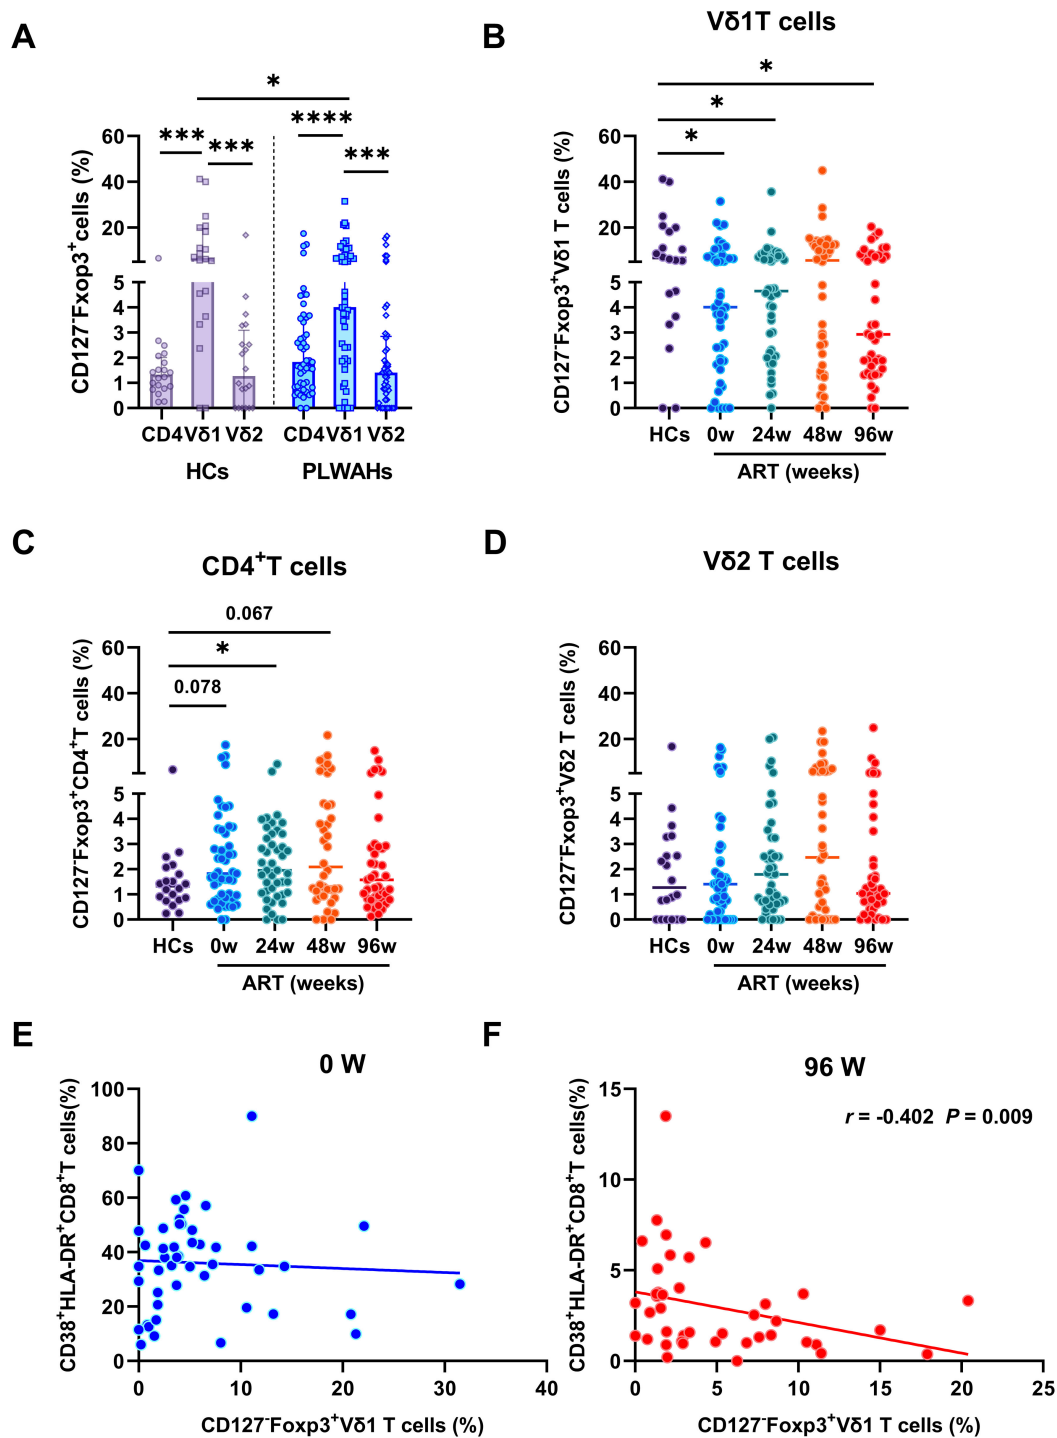 A
*
*** *** **** ***
CD127⁻Fxop3⁺cells (%)
60
40
20
5
4
3
2
1
0
CD4 Vδ1 Vδ2 CD4 Vδ1 Vδ2
HCs PLWAHs
B
Vδ1T cells
*
*
*
CD127⁻Fxop3⁺Vδ1 T cells (%)
60
40
20
5
4
3
2
1
0
HCs 0w 24w 48w 96w
ART (weeks)
C
CD4⁺T cells
0.067
*
0.078
CD127⁻Fxop3⁺CD4⁺T cells (%)
60
40
20
5
4
3
2
1
0
HCs 0w 24w 48w 96w
ART (weeks)
D
Vδ2 T cells
CD127⁻Fxop3⁺Vδ2 T cells (%)
60
40
20
5
4
3
2
1
0
HCs 0w 24w 48w 96w
ART (weeks)
E
0 W
CD38⁺HLA-DR⁺CD8⁺T cells(%)
100
80
60
40
20
0
0 10 20 30 40
CD127⁻Foxp3⁺Vδ1 T cells (%)
F
96 W
r = -0.402 P = 0.009
CD38⁺HLA-DR⁺CD8⁺T cells(%)
15
10
5
0
0 5 10 15 20 25
CD127⁻Foxp3⁺Vδ1 T cells (%)